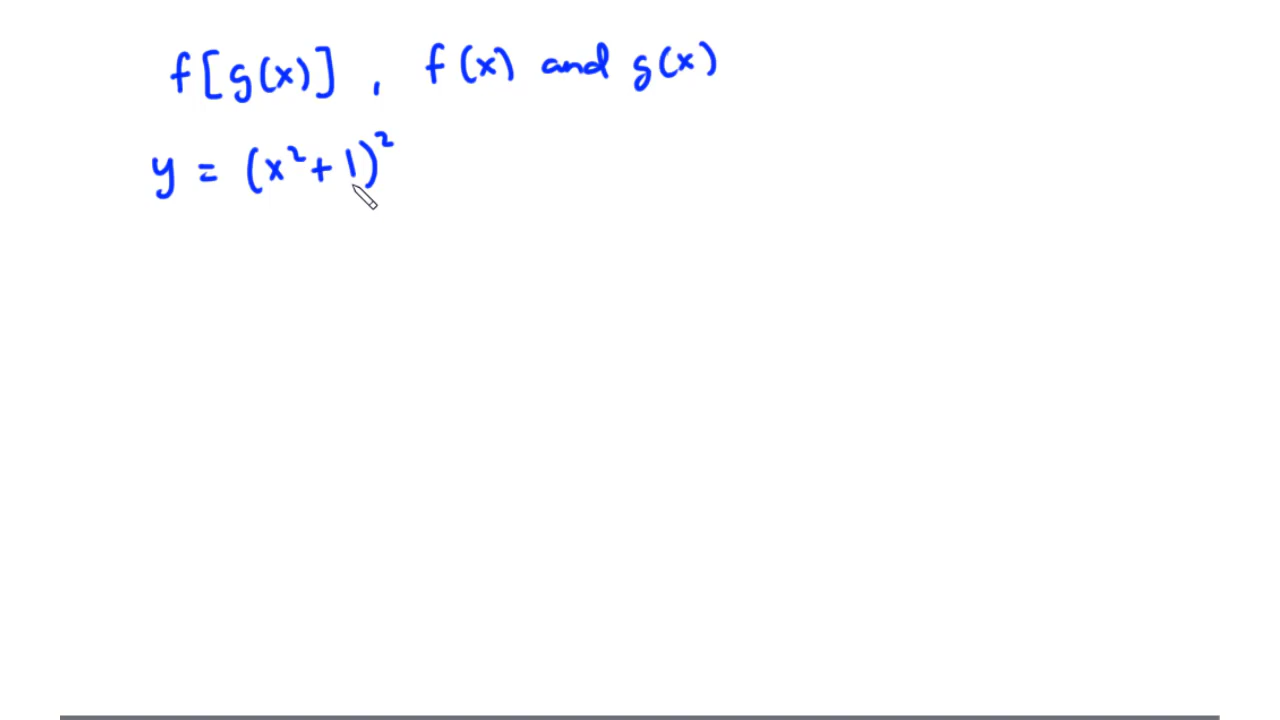 f[g(x)] , f(x) and g(x)
y = (x²+1)²